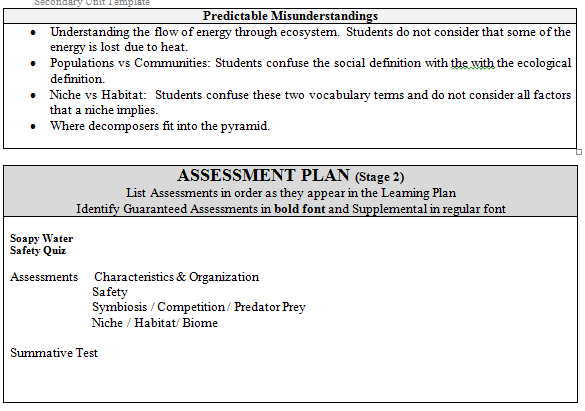 Secondary Unit Template
Predictable Misunderstandings
• Understanding the flow of energy through ecosystem. Students do not consider that some of the
energy is lost due to heat.
• Populations vs Communities: Students confuse the social definition with the with the ecological
definition.
• Niche vs Habitat: Students confuse these two vocabulary terms and do not consider all factors
that a niche implies.
• Where decomposers fit into the pyramid.
ASSESSMENT PLAN (Stage 2)
List Assessments in order as they appear in the Learning Plan
Identify Guaranteed Assessments in bold font and Supplemental in regular font
Soapy Water
Safety Quiz
Assessments Characteristics & Organization
Safety
Symbiosis / Competition / Predator Prey
Niche / Habitat/ Biome
Summative Test